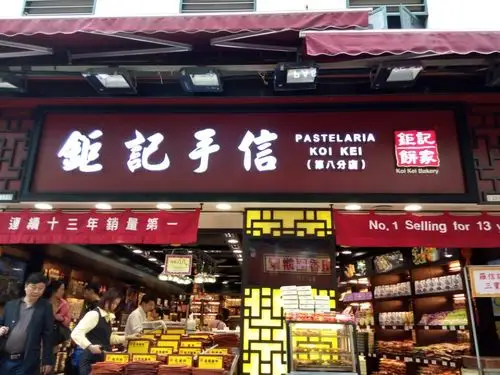 鉅記手信
PASTELARIA
KOI KEI
(第八分店)
鉅記
餅家
Koi Kei Bakery
連續十三年銷量第一
No.1 Selling for 13